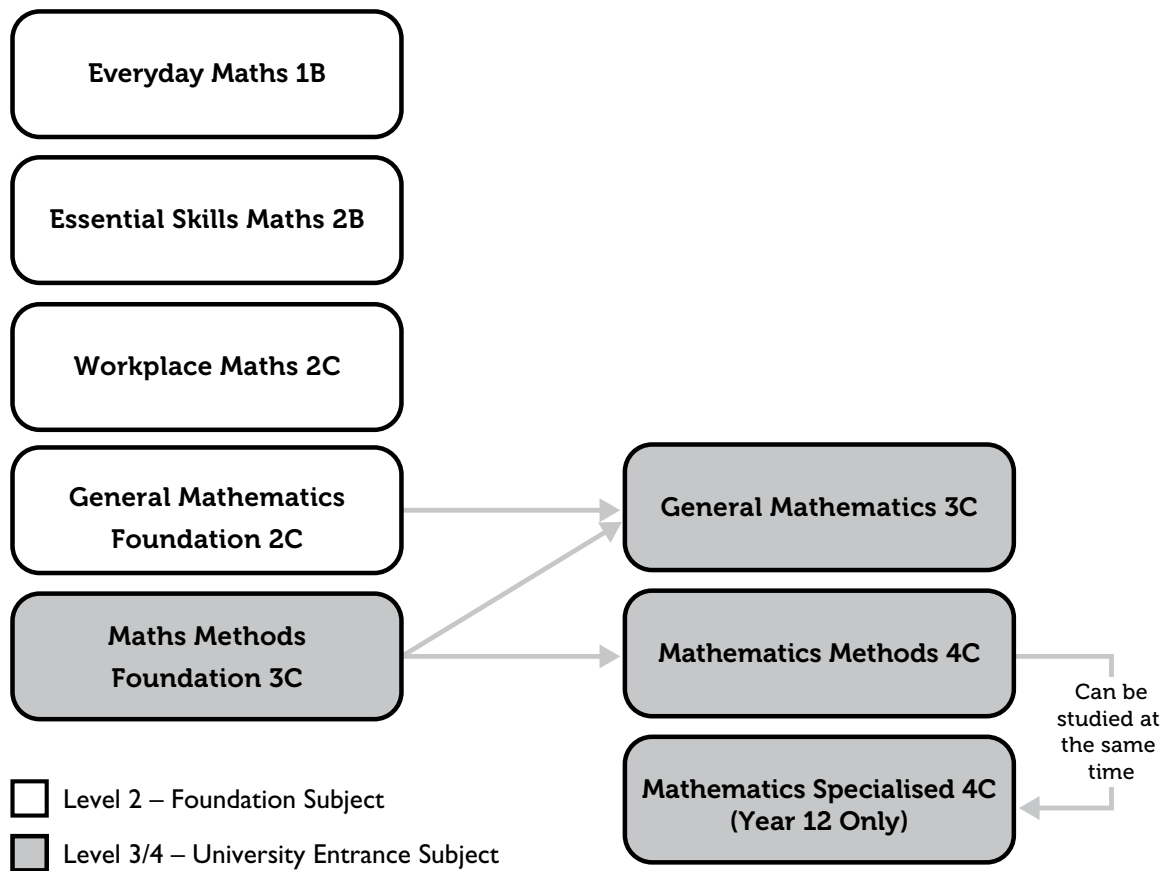 Everyday Maths 1B
Essential Skills Maths 2B
Workplace Maths 2C
General Mathematics
Foundation 2C
Maths Methods
Foundation 3C
General Mathematics 3C
Mathematics Methods 4C
Can be
studied at
the same
time
Mathematics Specialised 4C
(Year 12 Only)
Level 2 – Foundation Subject
Level 3/4 – University Entrance Subject